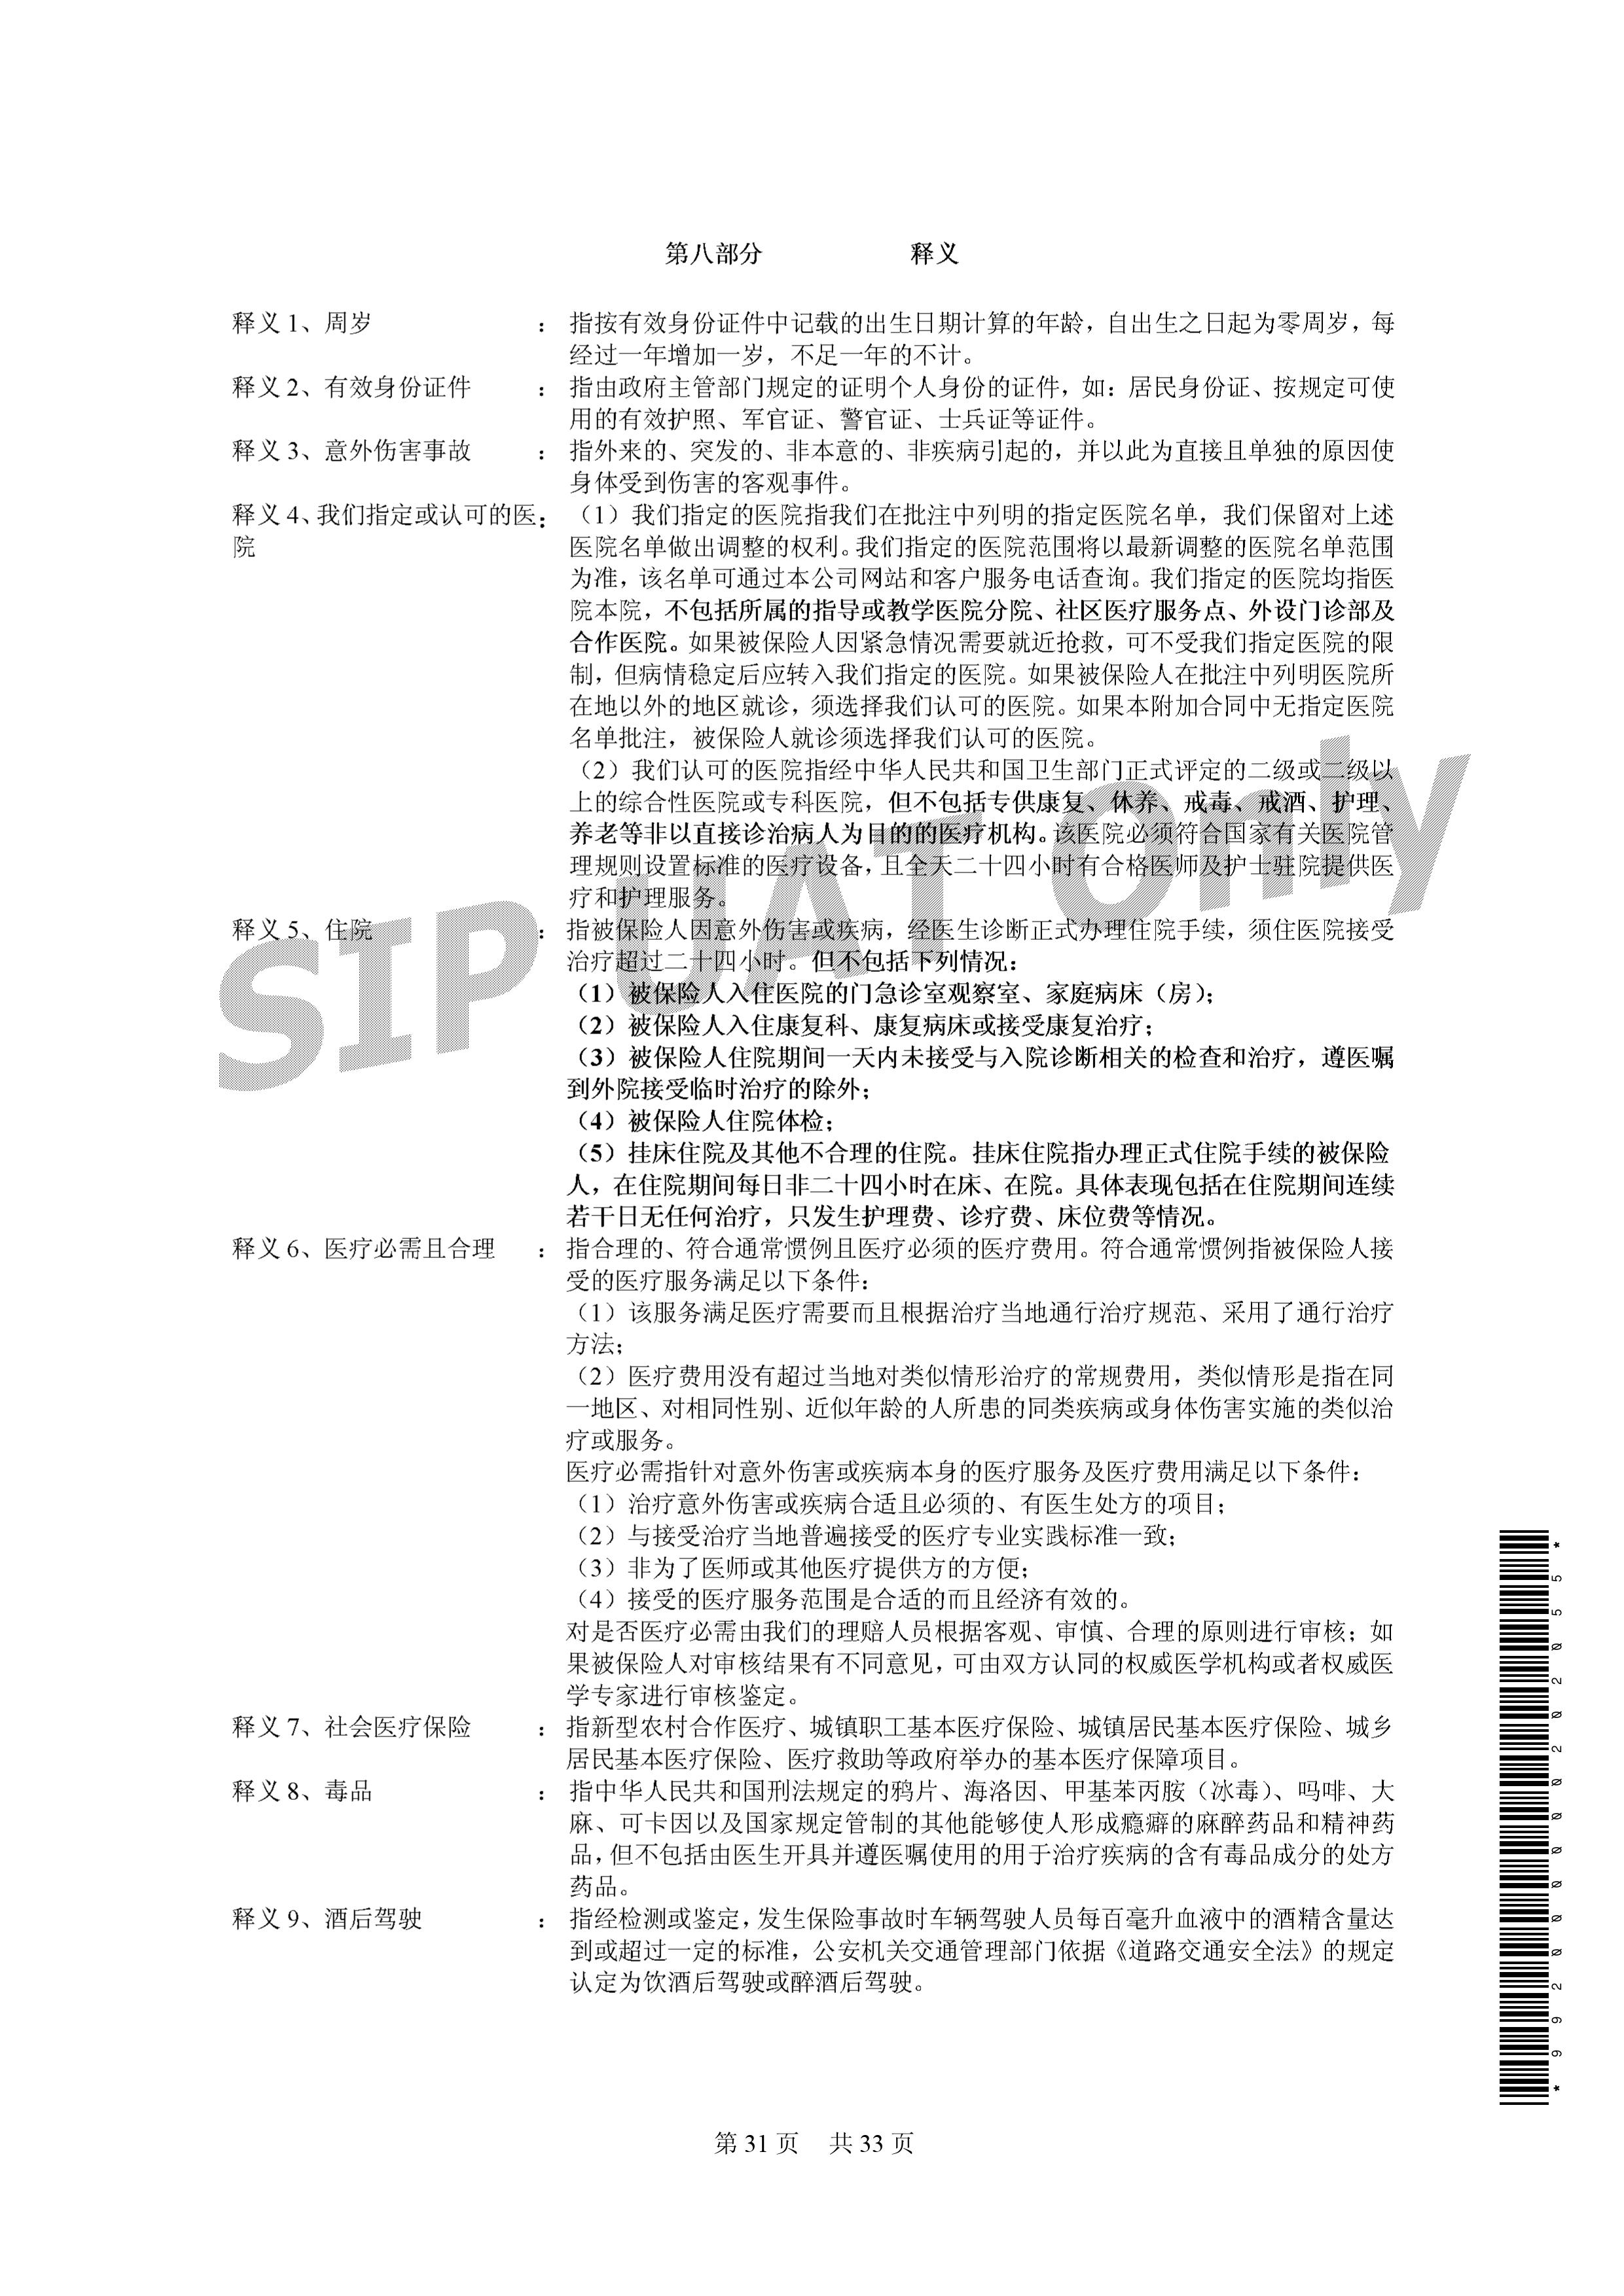 第八部分 释义
释义 1、周岁 : 指按有效身份证件中记载的出生日期计算的年龄，自出生之日起为零周岁，每
经过一年增加一岁，不足一年的不计。
释义 2、有效身份证件 : 指由政府主管部门规定的证明个人身份的证件，如：居民身份证、按规定可使
用的有效护照、军官证、警官证、士兵证等证件。
释义 3、意外伤害事故 : 指外来的、突发的、非本意的、非疾病引起的，并以此为直接且单独的原因使
身体受到伤害的客观事件。
释义 4、我们指定或认可的医 : （1）我们指定的医院指我们在批注中列明的指定医院名单，我们保留对上述
院 医院名单做出调整的权利。我们指定的医院范围将以最新调整的医院名单范围
为准，该名单可通过本公司网站和客户服务电话查询。我们指定的医院均指医
院本院，不包括所属的指导或教学医院分院、社区医疗服务点、外设门诊部及
合作医院。如果被保险人因紧急情况需要就近抢救，可不受我们指定医院的限
制，但病情稳定后应转入我们指定的医院。如果被保险人在批注中列明医院所
在地以外的地区就诊，须选择我们认可的医院。如果本附加合同中无指定医院
名单批注，被保险人就诊须选择我们认可的医院。
（2）我们认可的医院指经中华人民共和国卫生部门正式评定的二级或二级以
上的综合性医院或专科医院，但不包括专供康复、休养、戒毒、戒酒、护理、
养老等非以直接诊治病人为目的的医疗机构。该医院必须符合国家有关医院管
理规则设置标准的医疗设备，且全天二十四小时有合格医师及护士驻院提供医
疗和护理服务。
释义 5、住院 : 指被保险人因意外伤害或疾病，经医生诊断正式办理住院手续，须住医院接受
治疗超过二十四小时。但不包括下列情况：
（1）被保险人入住医院的门急诊室观察室、家庭病床（房）；
（2）被保险人入住康复科、康复病床或接受康复治疗；
（3）被保险人住院期间一天内未接受与入院诊断相关的检查和治疗，遵医嘱
到外院接受临时治疗的除外；
（4）被保险人住院体检；
（5）挂床住院及其他不合理的住院。挂床住院指办理正式住院手续的被保险
人，在住院期间每日非二十四小时在床、在院。具体表现包括在住院期间连续
若干日无任何治疗，只发生护理费、诊疗费、床位费等情况。
释义 6、医疗必需且合理 : 指合理的、符合通常惯例且医疗必须的医疗费用。符合通常惯例指被保险人接
受的医疗服务满足以下条件：
（1）该服务满足医疗需要而且根据治疗当地通行治疗规范、采用了通行治疗
方法；
（2）医疗费用没有超过当地对类似情形治疗的常规费用，类似情形是指在同
一地区、对相同性别、近似年龄的人所患的同类疾病或身体伤害实施的类似治
疗或服务。
医疗必需指针对意外伤害或疾病本身的医疗服务及医疗费用满足以下条件：
（1）治疗意外伤害或疾病合适且必须的、有医生处方的项目；
（2）与接受治疗当地普遍接受的医疗专业实践标准一致；
（3）非为了医师或其他医疗提供方的方便；
（4）接受的医疗服务范围是合适的而且经济有效的。
对是否医疗必需由我们的理赔人员根据客观、审慎、合理的原则进行审核；如
果被保险人对审核结果有不同意见，可由双方认同的权威医学机构或者权威医
学专家进行审核鉴定。
释义 7、社会医疗保险 : 指新型农村合作医疗、城镇职工基本医疗保险、城镇居民基本医疗保险、城乡
居民基本医疗保险、医疗救助等政府举办的基本医疗保障项目。
释义 8、毒品 : 指中华人民共和国刑法规定的鸦片、海洛因、甲基苯丙胺（冰毒）、吗啡、大
麻、可卡因以及国家规定管制的其他能够使人形成瘾癖的麻醉药品和精神药
品，但不包括由医生开具并遵医嘱使用的用于治疗疾病的含有毒品成分的处方
药品。
释义 9、酒后驾驶 : 指经检测或鉴定，发生保险事故时车辆驾驶人员每百毫升血液中的酒精含量达
到或超过一定的标准，公安机关交通管理部门依据《道路交通安全法》的规定
认定为饮酒后驾驶或醉酒后驾驶。
SIP UAT Only
*992000000202055*
第 31 页 共 33 页